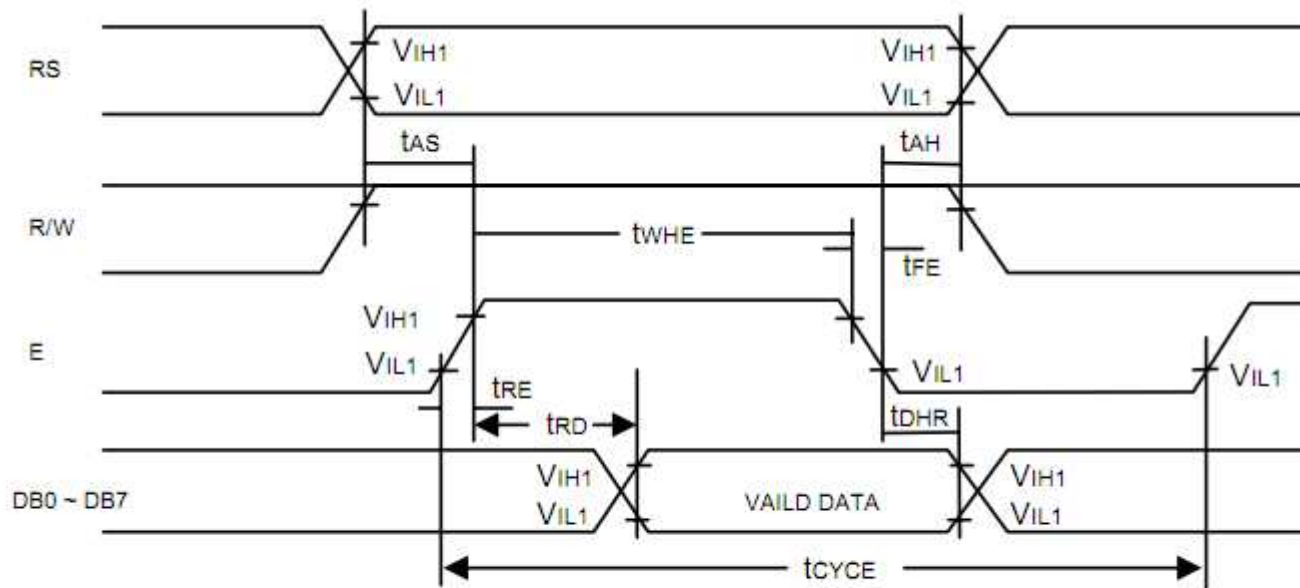 RS
VIH1
VIL1
VIH1
VIL1
tAS
tAH
R/W
tWHE
tFE
E
VIH1
VIL1
VIL1
VIL1
tRE
tRD
tDHR
DB0 ~ DB7
VIH1
VIL1
VAILD DATA
VIH1
VIL1
tCYCE